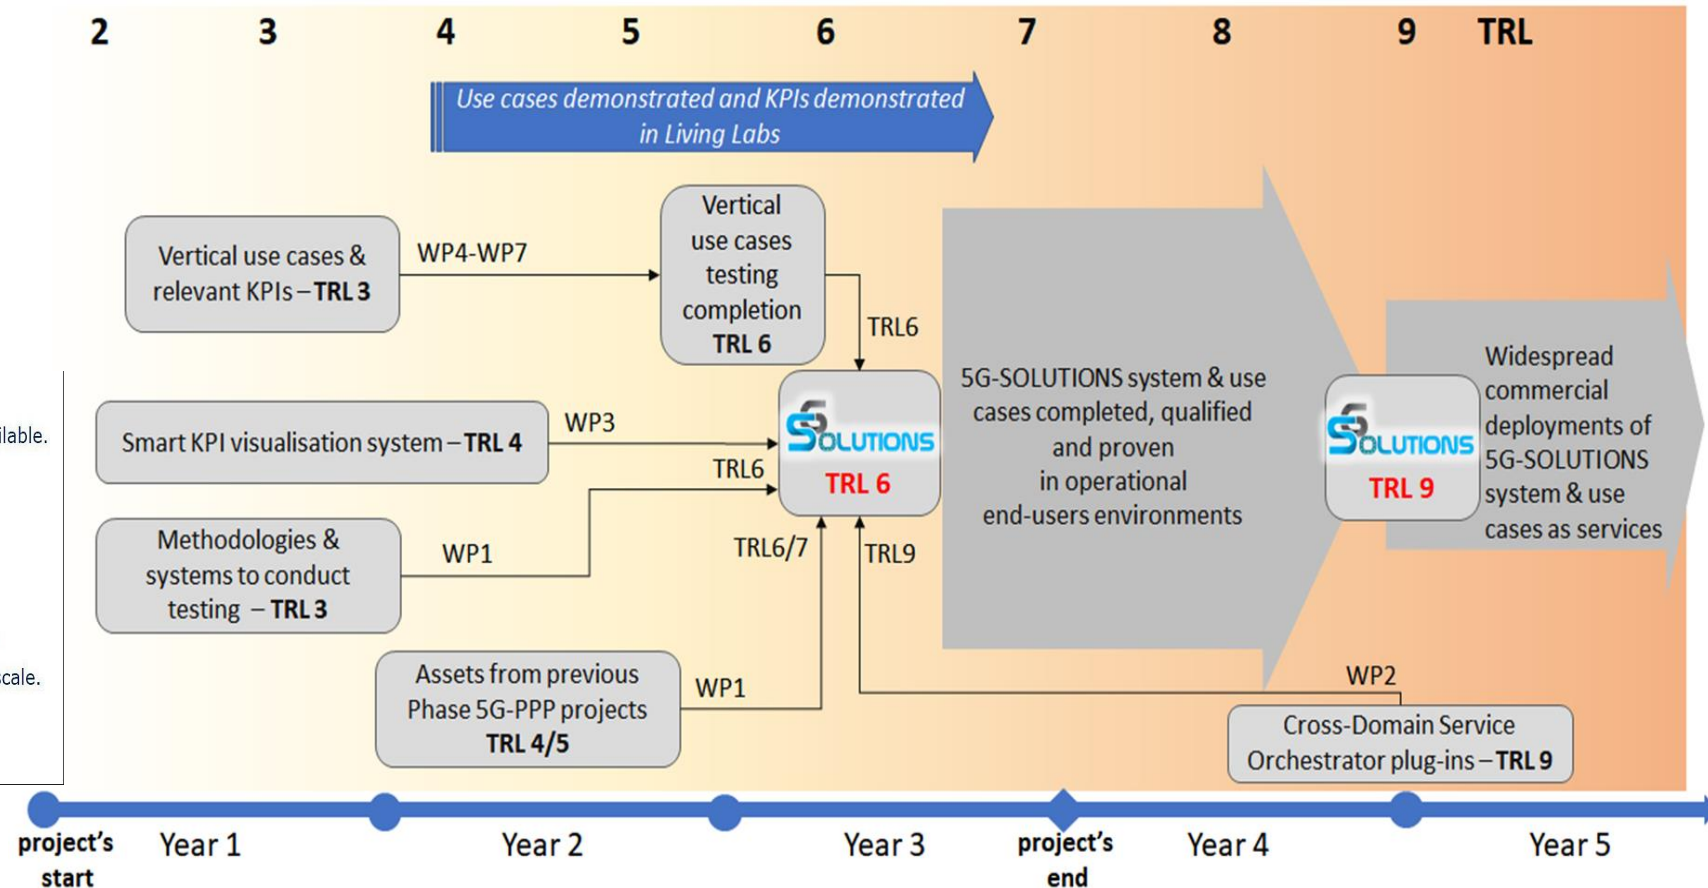 2 3 4 5 6 7 8 9 TRL
Use cases demonstrated and KPIs demonstrated
in Living Labs
Vertical use cases &
relevant KPIs – TRL 3
WP4-WP7
Vertical
use cases
testing
completion
TRL 6
TRL6
Smart KPI visualisation system – TRL 4
WP3
TRL6
Methodologies &
systems to conduct
testing – TRL 3
WP1
Assets from previous
Phase 5G-PPP projects
TRL 4/5
WP1
TRL6/7
TRL9
5G SOLUTIONS
TRL 6
5G-SOLUTIONS system & use
cases completed, qualified
and proven
in operational
end-users environments
5G SOLUTIONS
TRL 9
Widespread
commercial
deployments of
5G-SOLUTIONS
system & use
cases as services
WP2
Cross-Domain Service
Orchestrator plug-ins – TRL 9
scale.
project's
start
Year 1
Year 2
Year 3
project's
end
Year 4
Year 5